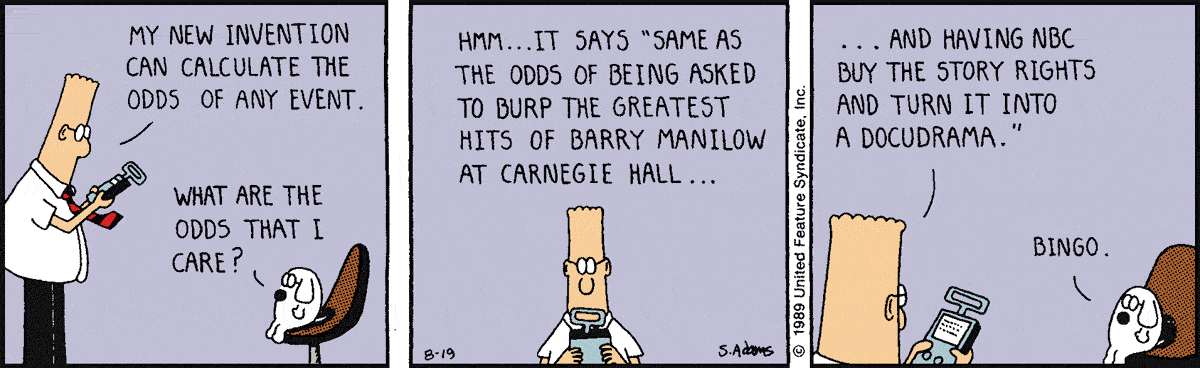 MY NEW INVENTION
CAN CALCULATE THE
ODDS OF ANY EVENT.
WHAT ARE THE
ODDS THAT I
CARE?
HMM...IT SAYS "SAME AS
THE ODDS OF BEING ASKED
TO BURP THE GREATEST
HITS OF BARRY MANILOW
AT CARNEGIE HALL...
8-19
S.Adams
© 1989 United Feature Syndicate, Inc.
...AND HAVING NBC
BUY THE STORY RIGHTS
AND TURN IT INTO
A DOCUDRAMA."
BINGO.